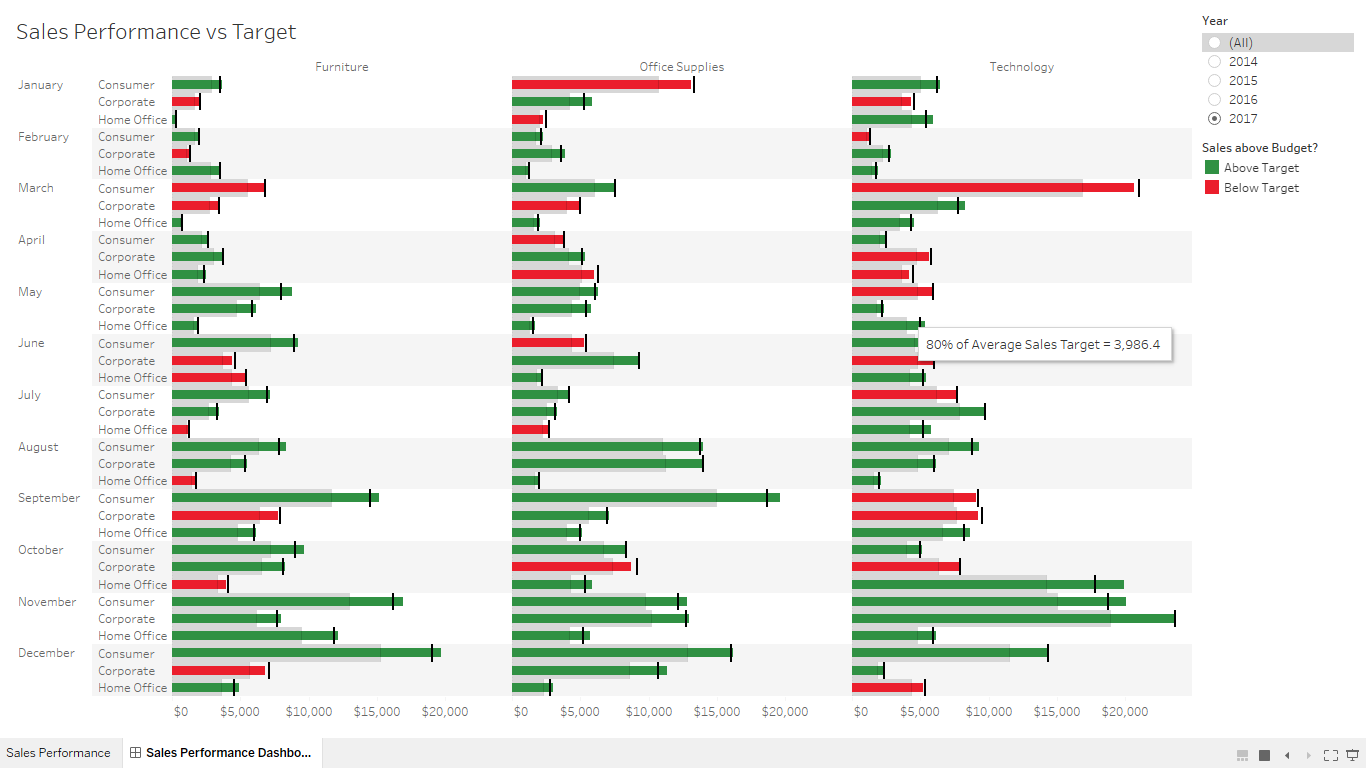 Sales Performance vs Target
Furniture Office Supplies Technology
January Consumer
Corporate
Home Office
February Consumer
Corporate
Home Office
March Consumer
Corporate
Home Office
April Consumer
Corporate
Home Office
May Consumer
Corporate
Home Office
June Consumer
Corporate
Home Office
July Consumer
Corporate
Home Office
August Consumer
Corporate
Home Office
September Consumer
Corporate
Home Office
October Consumer
Corporate
Home Office
November Consumer
Corporate
Home Office
December Consumer
Corporate
Home Office
80% of Average Sales Target = 3,986.4
$0 $5,000 $10,000 $15,000 $20,000 $0 $5,000 $10,000 $15,000 $20,000 $0 $5,000 $10,000 $15,000 $20,000
Year
(All)
2014
2015
2016
2017
Sales above Budget?
Above Target
Below Target
Sales Performance Sales Performance Dashbo...